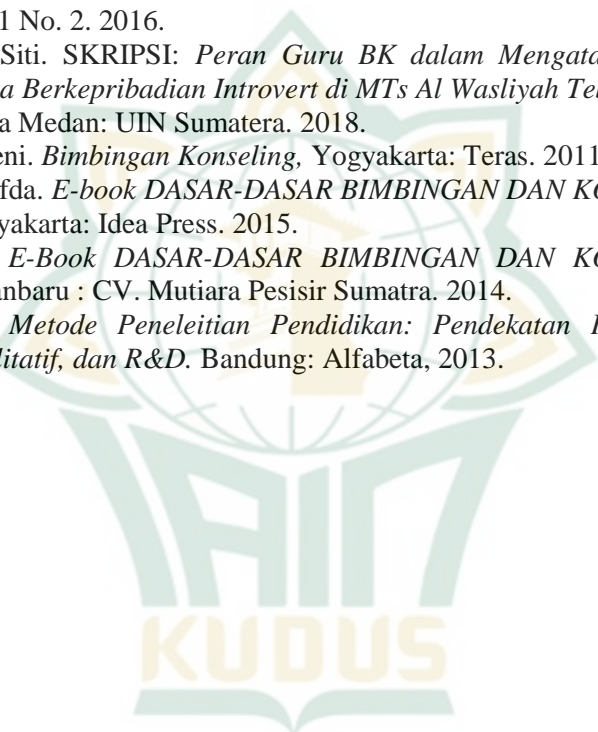 1 No. 2. 2016.
Siti. SKRIPSI: Peran Guru BK dalam Mengata
a Berkepribadian Introvert di MTs Al Wasliyah Te
a Medan: UIN Sumatera. 2018.
eni. Bimbingan Konseling, Yogyakarta: Teras. 2011
fda. E-book DASAR-DASAR BIMBINGAN DAN KO
yakarta: Idea Press. 2015.
E-Book DASAR-DASAR BIMBINGAN DAN KO
anbaru : CV. Mutiara Pesisir Sumatra. 2014.
Metode Peneleitian Pendidikan: Pendekatan
litatif, dan R&D. Bandung: Alfabeta, 2013.
IAIN
KUDUS